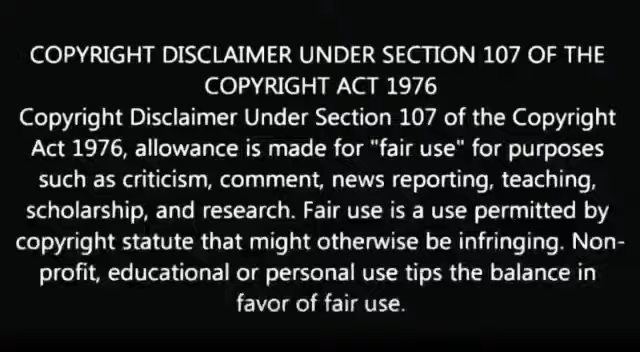 COPYRIGHT DISCLAIMER UNDER SECTION 107 OF THE
COPYRIGHT ACT 1976
Copyright Disclaimer Under Section 107 of the Copyright
Act 1976, allowance is made for "fair use" for purposes
such as criticism, comment, news reporting, teaching,
scholarship, and research. Fair use is a use permitted by
copyright statute that might otherwise be infringing. Non-
profit, educational or personal use tips the balance in
favor of fair use.